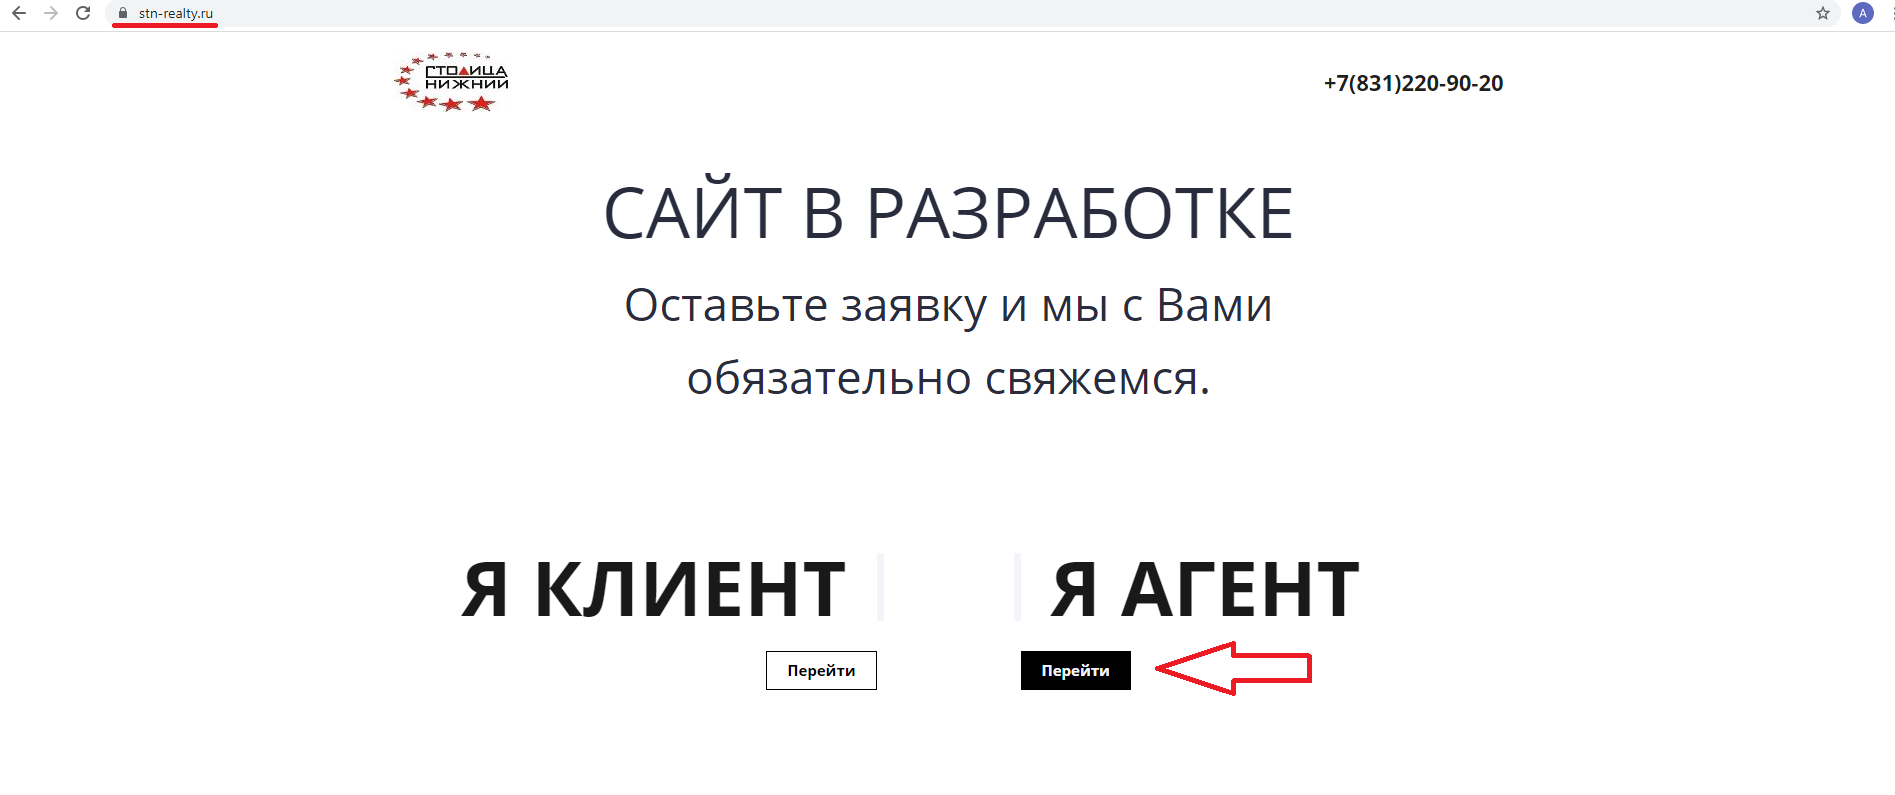 stn-realty.ru
A
СТОЛИЦА
НИЖНИЙ
+7(831)220-90-20
САЙТ В РАЗРАБОТКЕ
Оставьте заявку и мы с Вами
обязательно свяжемся.
Я КЛИЕНТ
Я АГЕНТ
Перейти
Перейти